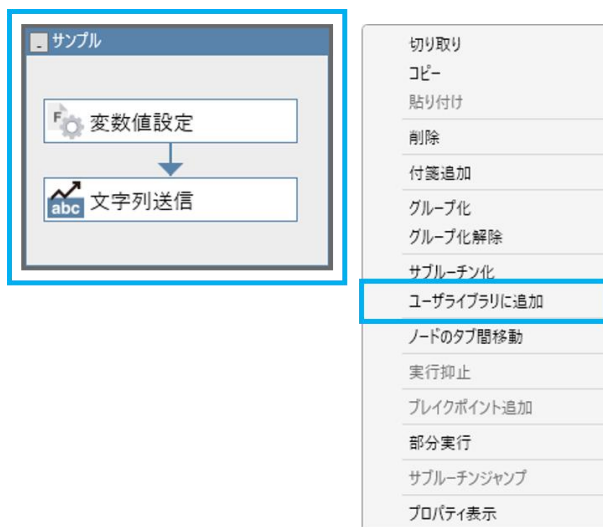 サンプル
変数値設定
abc
文字列送信
切り取り
コピー
貼り付け
削除
付箋追加
グループ化
グループ化解除
サブルーチン化
ユーザライブラリに追加
ノードのタブ間移動
実行抑止
ブレイクポイント追加
部分実行
サブルーチンジャンプ
プロパティ表示